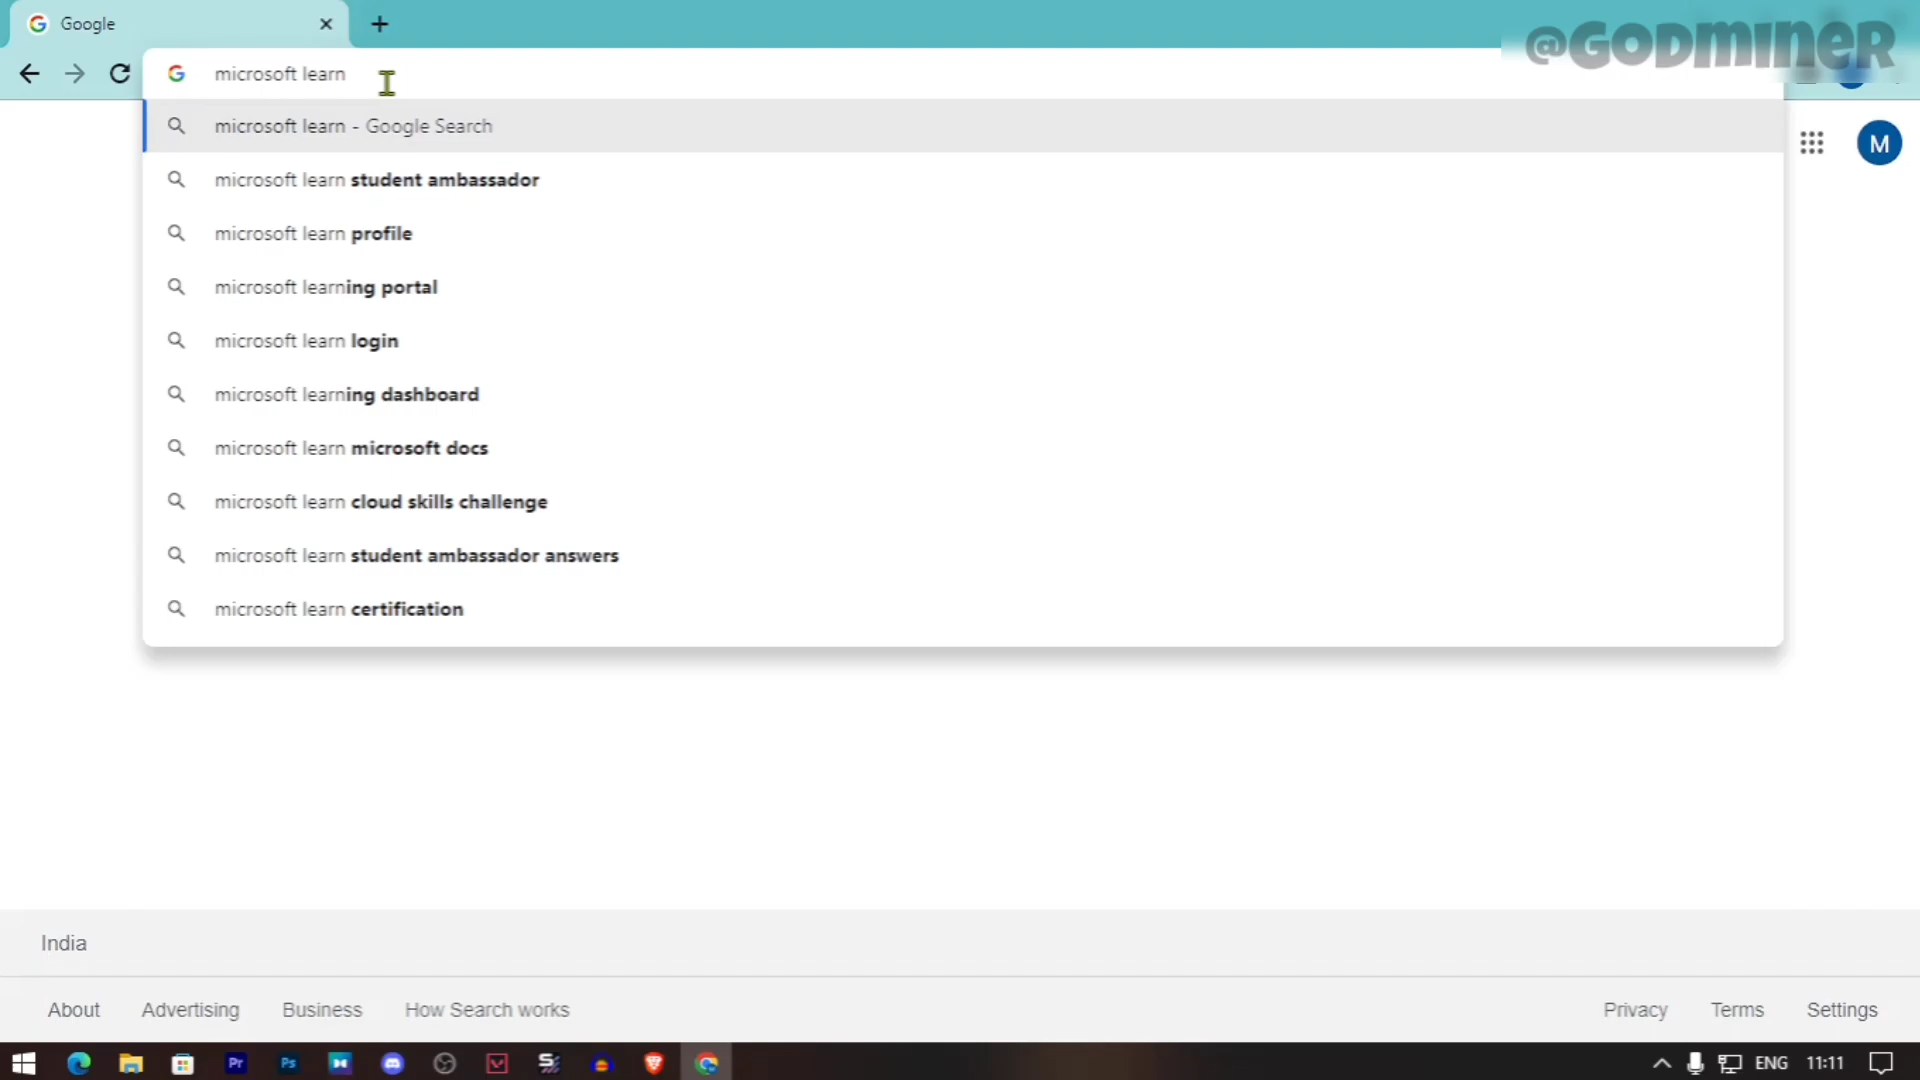 Google
@GODMINER
microsoft learn
microsoft learn - Google Search
microsoft learn student ambassador
M
microsoft learn profile
microsoft learning portal
microsoft learn login
microsoft learning dashboard
microsoft learn microsoft docs
microsoft learn cloud skills challenge
microsoft learn student ambassador answers
microsoft learn certification
India
About Advertising Business How Search works Privacy Terms Settings
Pr Ps ENG 11:11